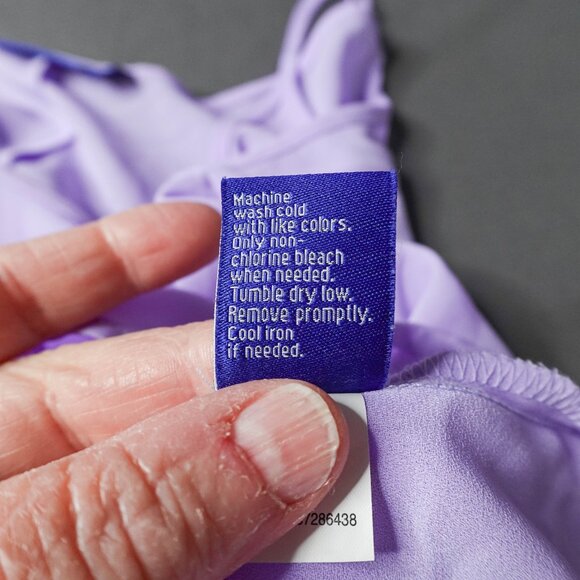 Machine
wash cold
with like colors.
Only non-
chlorine bleach
when needed.
Tumble dry low.
Remove promptly.
Cool iron
if needed.
7286438